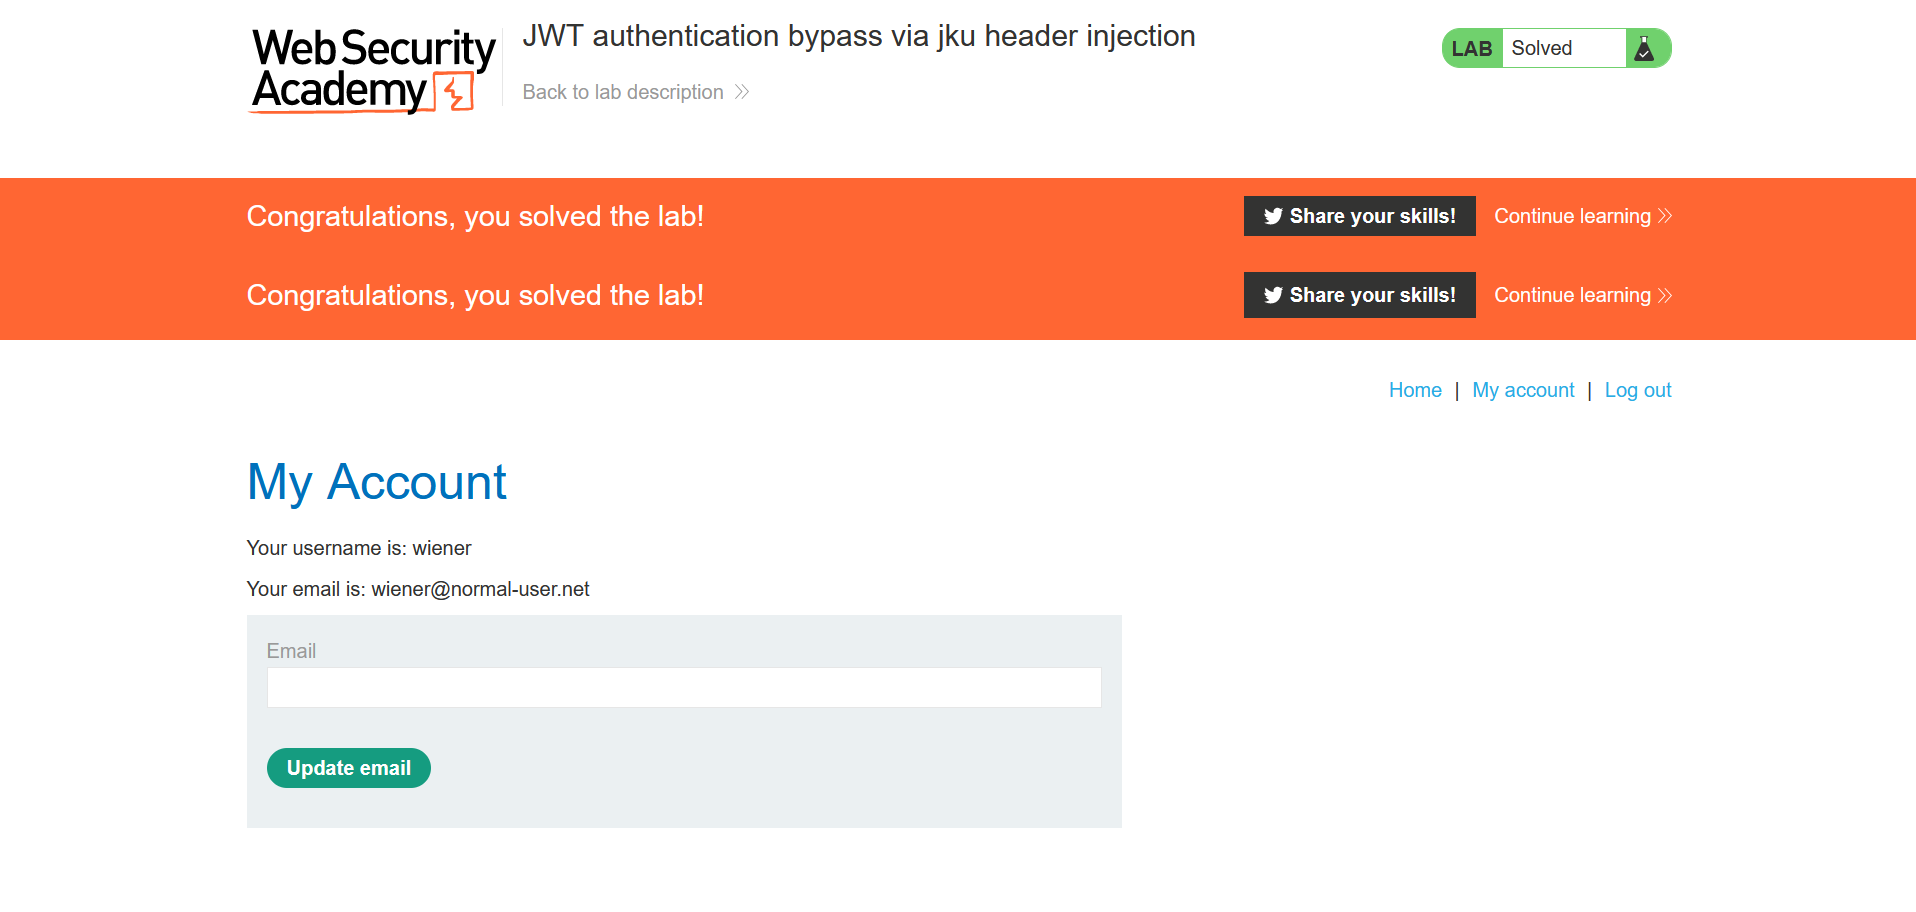 Web Security
Academy
JWT authentication bypass via jku header injection
Back to lab description
LAB Solved
Congratulations, you solved the lab!
Share your skills! Continue learning
Congratulations, you solved the lab!
Share your skills! Continue learning
Home | My account | Log out
My Account
Your username is: wiener
Your email is: wiener@normal-user.net
Email
Update email